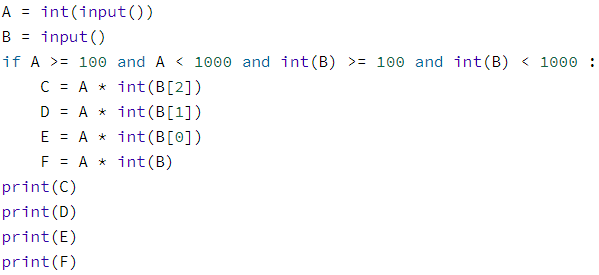 A = int(input())
B = input()
if A >= 100 and A < 1000 and int(B) >= 100 and int(B) < 1000 :
    C = A * int(B[2])
    D = A * int(B[1])
    E = A * int(B[0])
    F = A * int(B)
print(C)
print(D)
print(E)
print(F)